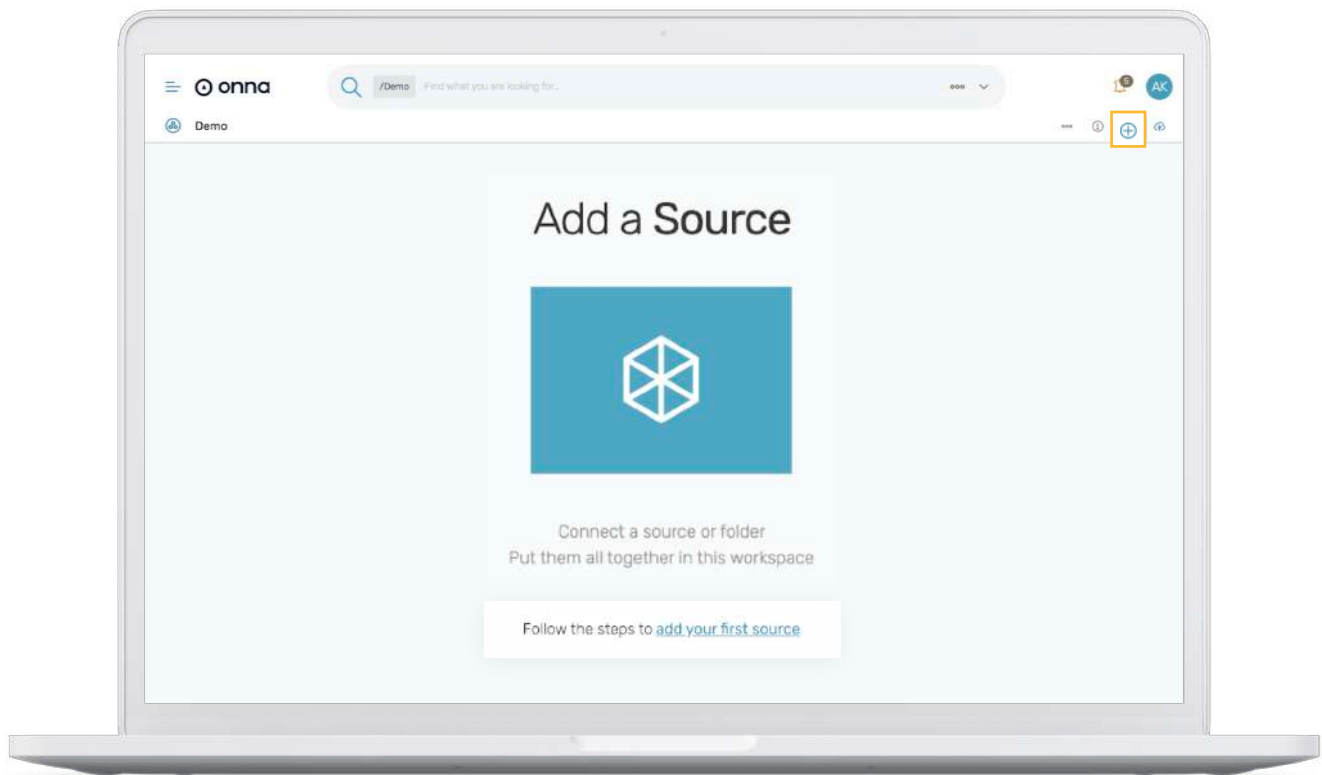 onna
/Demo Find what you are looking for...
5
AK
Demo
Add a Source
Connect a source or folder
Put them all together in this workspace
Follow the steps to add your first source